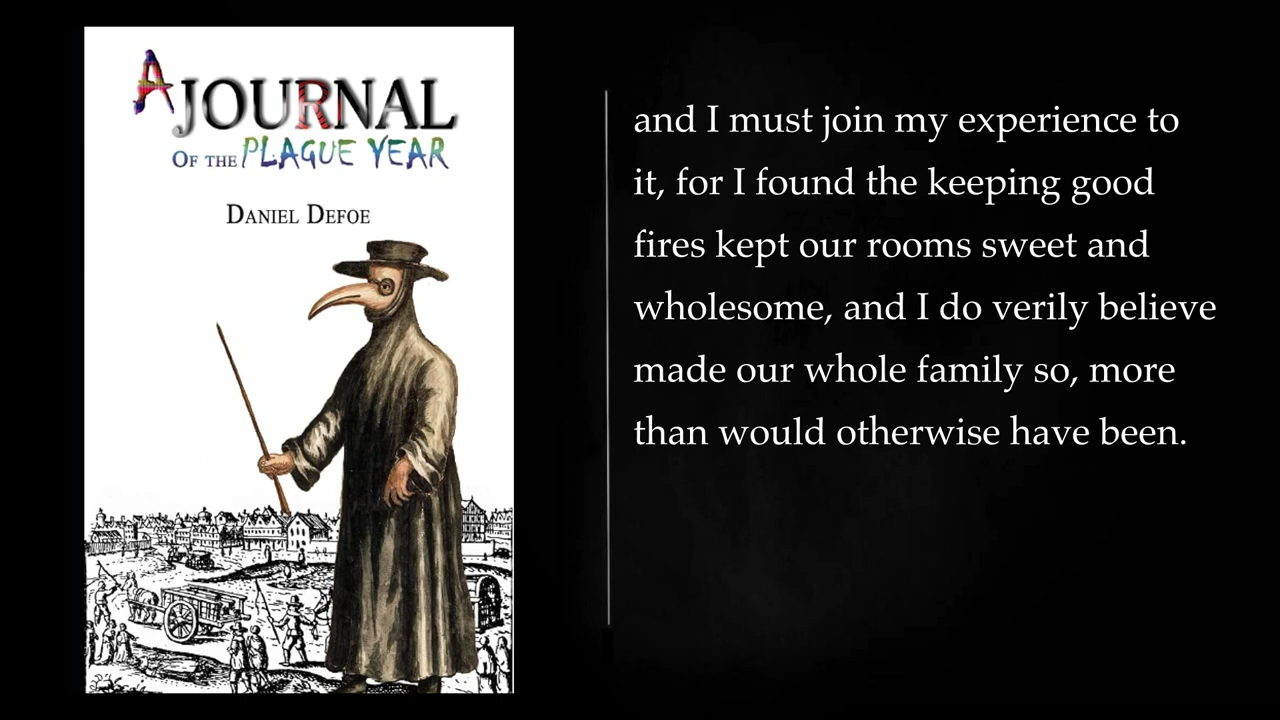 A JOURNAL
OF THE PLAGUE YEAR
DANIEL DEFOE
and I must join my experience to
it, for I found the keeping good
fires kept our rooms sweet and
wholesome, and I do verily believe
made our whole family so, more
than would otherwise have been.